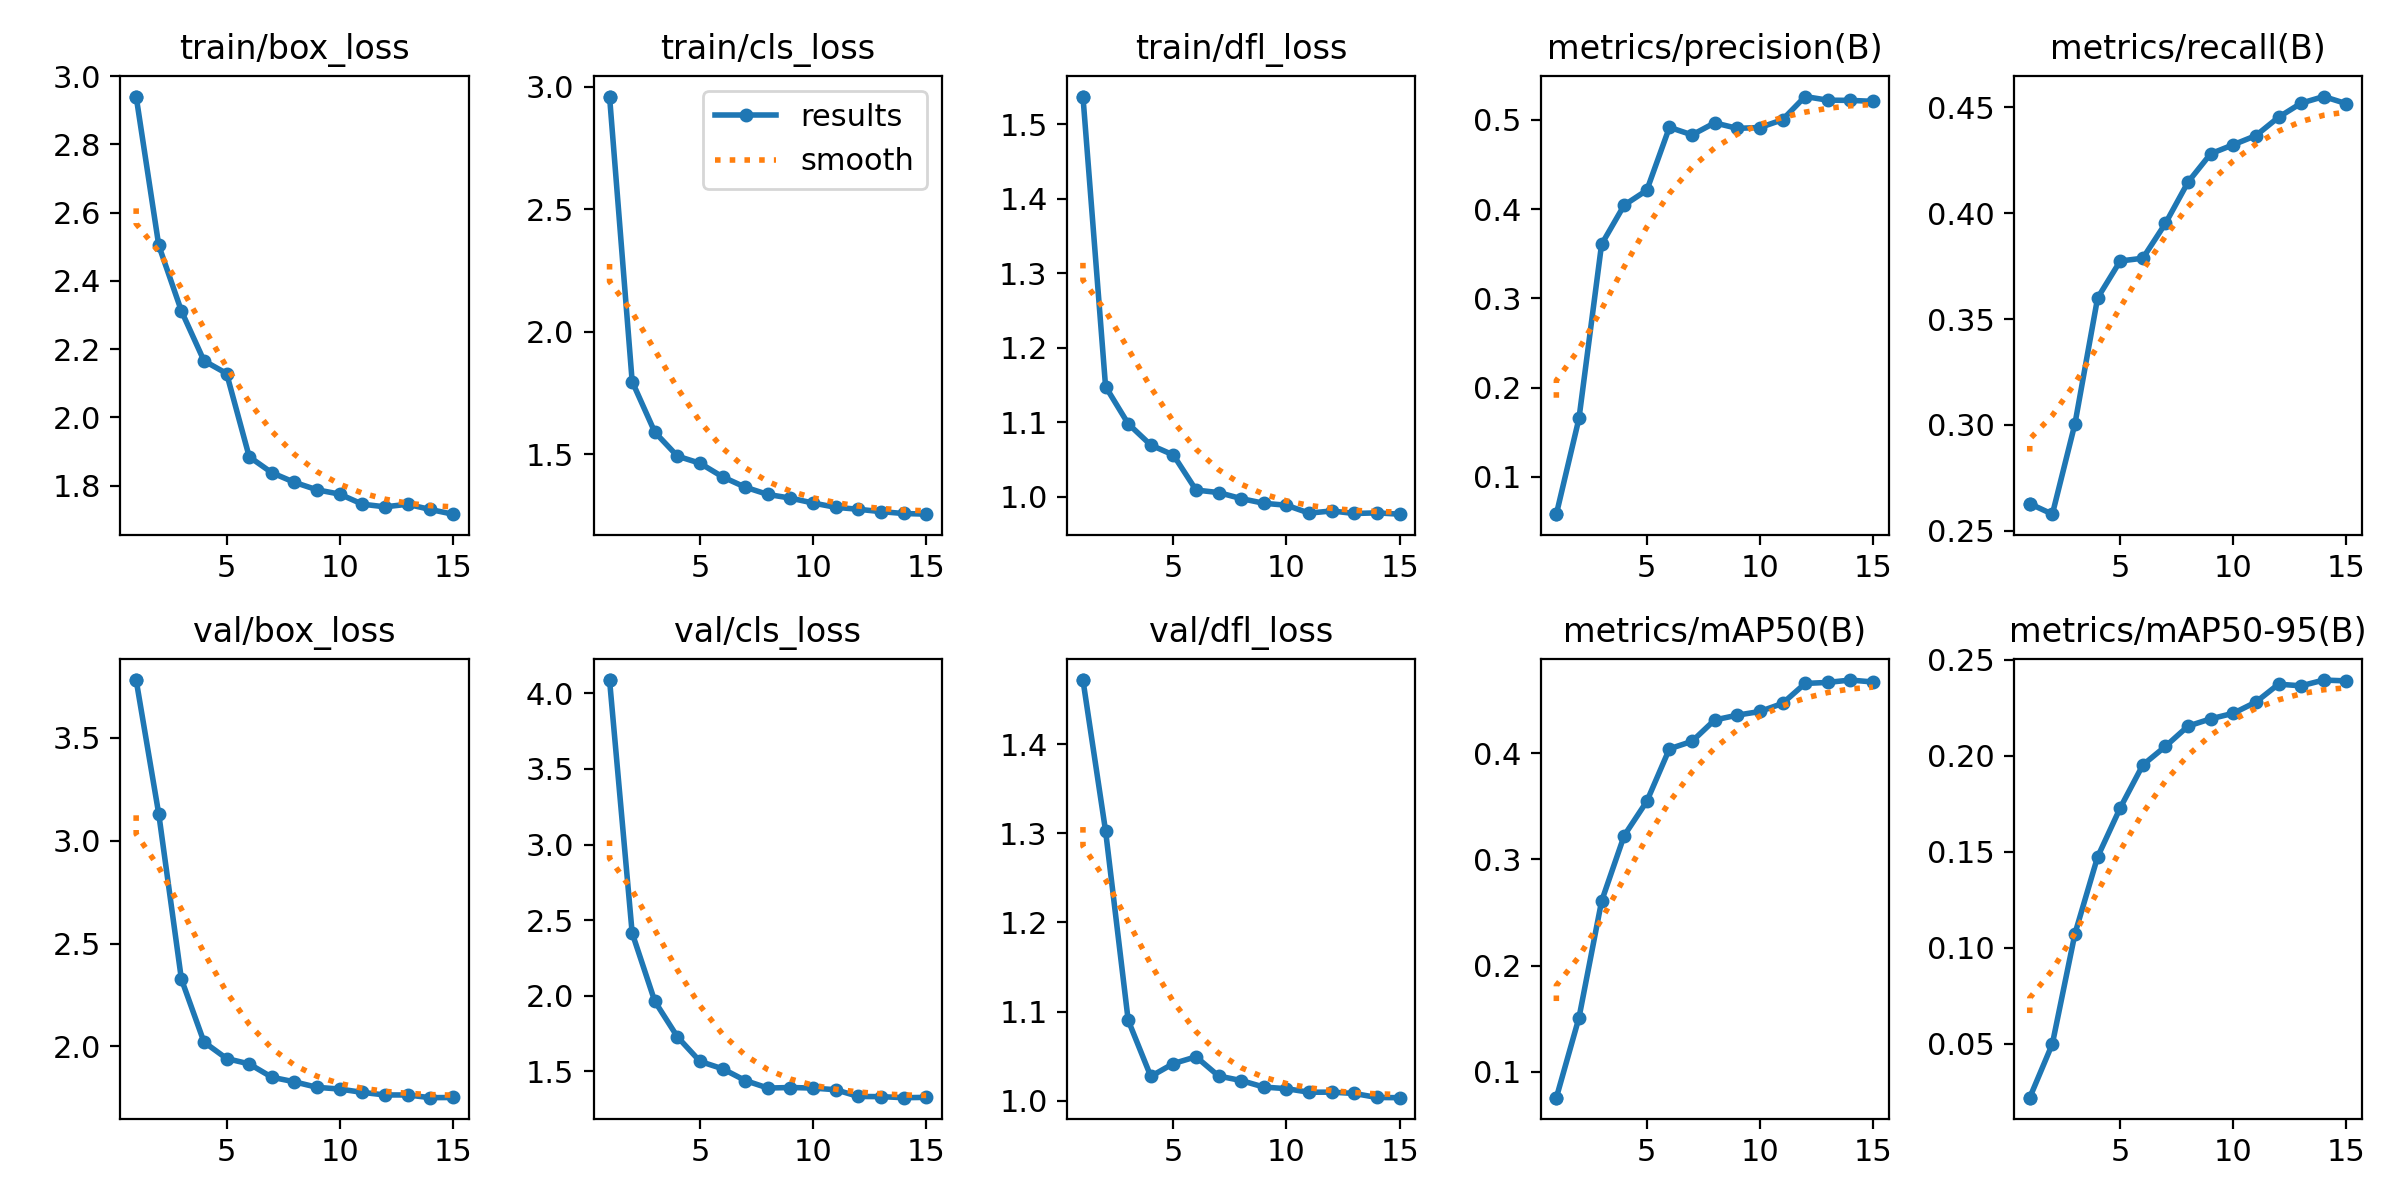 train/box_loss
train/cls_loss
train/dfl_loss
metrics/precision(B)
metrics/recall(B)
results
smooth
3.0
2.8
2.6
2.4
2.2
2.0
1.8
5 10 15
3.0
2.5
2.0
1.5
5 10 15
1.5
1.4
1.3
1.2
1.1
1.0
5 10 15
0.5
0.4
0.3
0.2
0.1
5 10 15
0.45
0.40
0.35
0.30
0.25
5 10 15
val/box_loss
val/cls_loss
val/dfl_loss
metrics/mAP50(B)
metrics/mAP50-95(B)
3.5
3.0
2.5
2.0
5 10 15
4.0
3.5
3.0
2.5
2.0
1.5
5 10 15
1.4
1.3
1.2
1.1
1.0
5 10 15
0.4
0.3
0.2
0.1
5 10 15
0.25
0.20
0.15
0.10
0.05
5 10 15